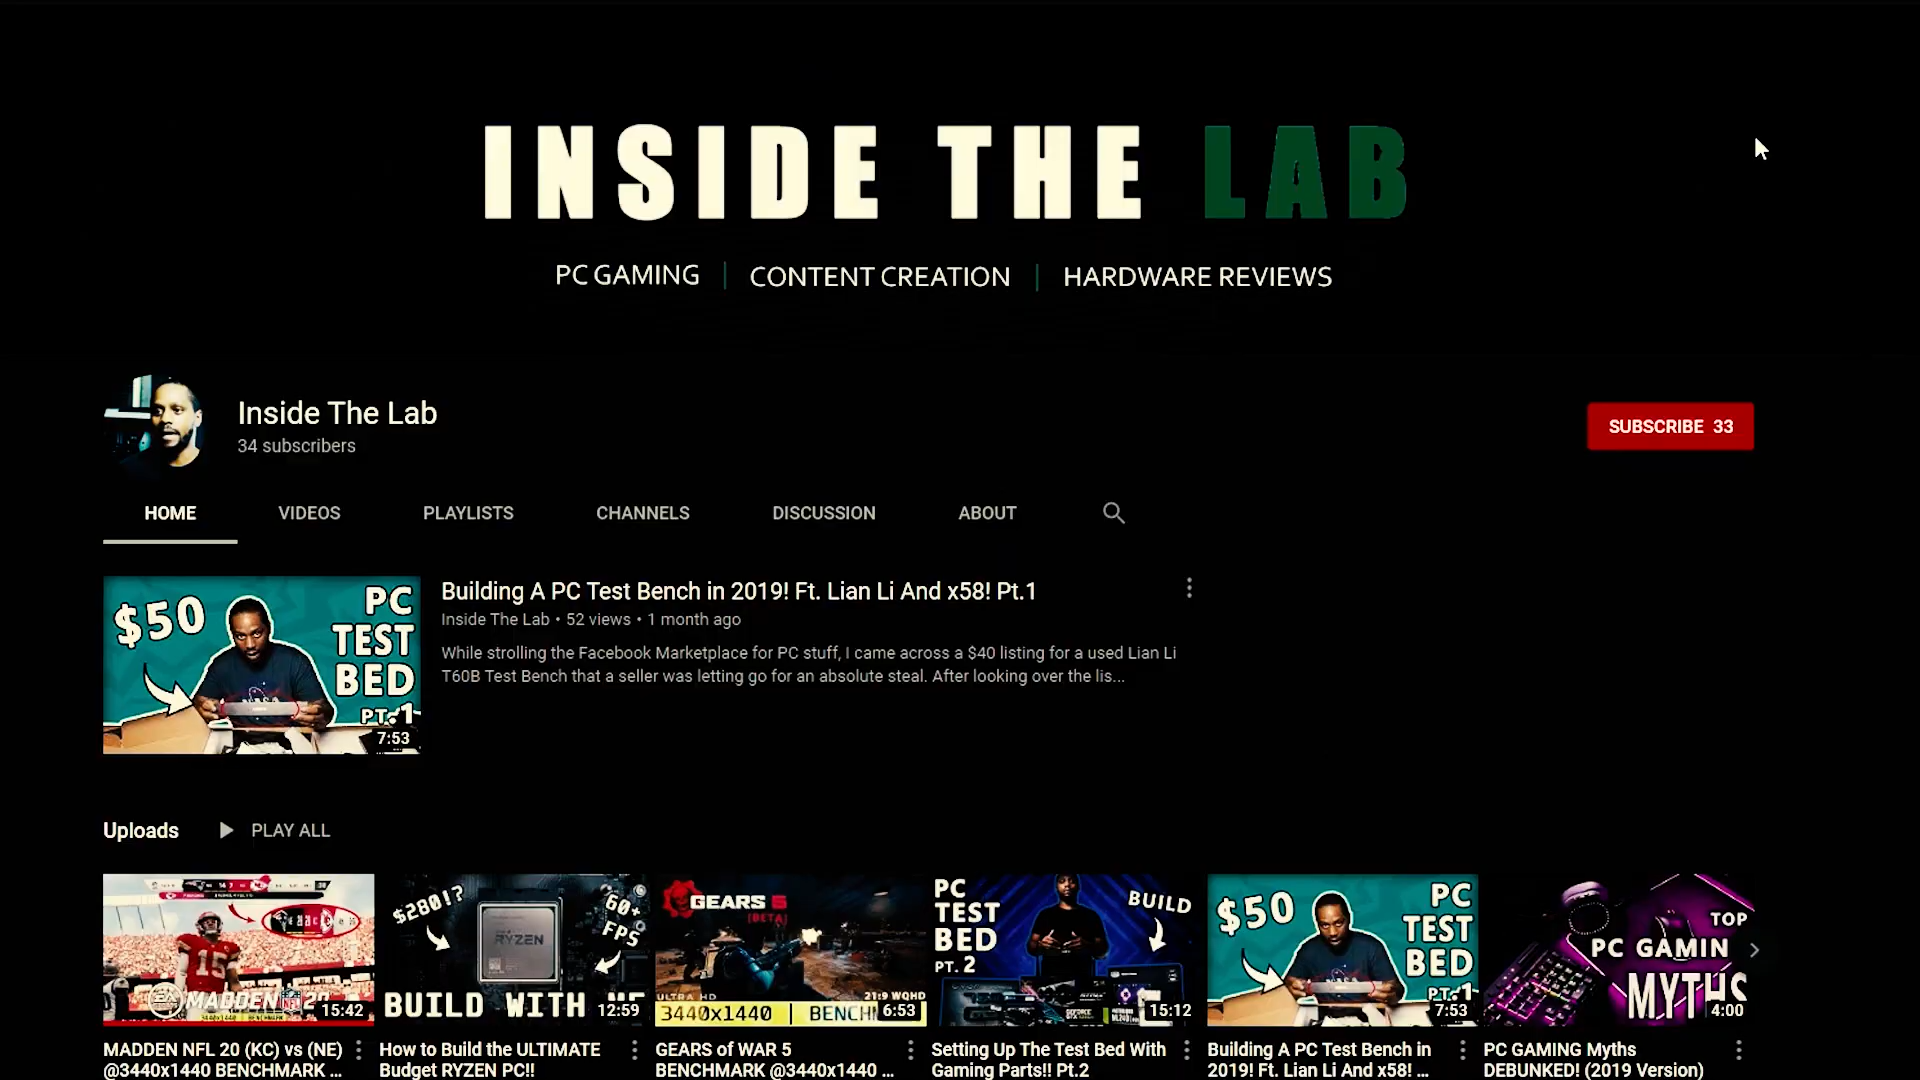 INSIDE THE LAB
PC GAMING | CONTENT CREATION | HARDWARE REVIEWS
Inside The Lab
34 subscribers
SUBSCRIBE 33
HOME VIDEOS PLAYLISTS CHANNELS DISCUSSION ABOUT
$50
PC
TEST
BED
PT.1
7:53
Building A PC Test Bench in 2019! Ft. Lian Li And x58! Pt.1
Inside The Lab • 52 views • 1 month ago
While strolling the Facebook Marketplace for PC stuff, I came across a $40 listing for a used Lian Li
T60B Test Bench that a seller was letting go for an absolute steal. After looking over the lis...
Uploads PLAY ALL
15
MADDEN NFL 20
3440x1440 | BENCHMARK
15:42
MADDEN NFL 20 (KC) vs (NE)
@3440x1440 BENCHMARK ...
$280!?
60+
FPS
RYZEN
BUILD WITH ME
12:59
How to Build the ULTIMATE
Budget RYZEN PC!!
GEARS 5
[BETA]
ULTRA HD
21:9 WQHD
3440x1440 | BENCH
6:53
GEARS of WAR 5
BENCHMARK @3440x1440 ...
PC
TEST
BED
PT. 2
BUILD
15:12
Setting Up The Test Bed With
Gaming Parts!! Pt.2
$50
PC
TEST
BED
PT.1
7:53
Building A PC Test Bench in
2019! Ft. Lian Li And x58! ...
TOP
PC GAMIN
MYTHS
4:00
PC GAMING Myths
DEBUNKED! (2019 Version)